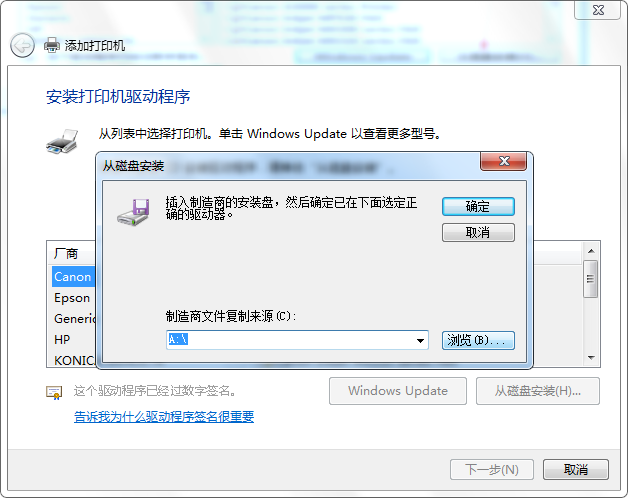 添加打印机
安装打印机驱动程序
从列表中选择打印机。单击 Windows Update 以查看更多型号。
从磁盘安装
插入制造商的安装盘，然后确定已在下面选定正
确的驱动器。
确定
取消
厂商
Canon
Epson
Generic
HP
KONIC
制造商文件复制来源(C):
A:\
浏览(B)...
这个驱动程序已经过数字签名。
Windows Update
从磁盘安装(H)...
告诉我为什么驱动程序签名很重要
下一步(N)
取消